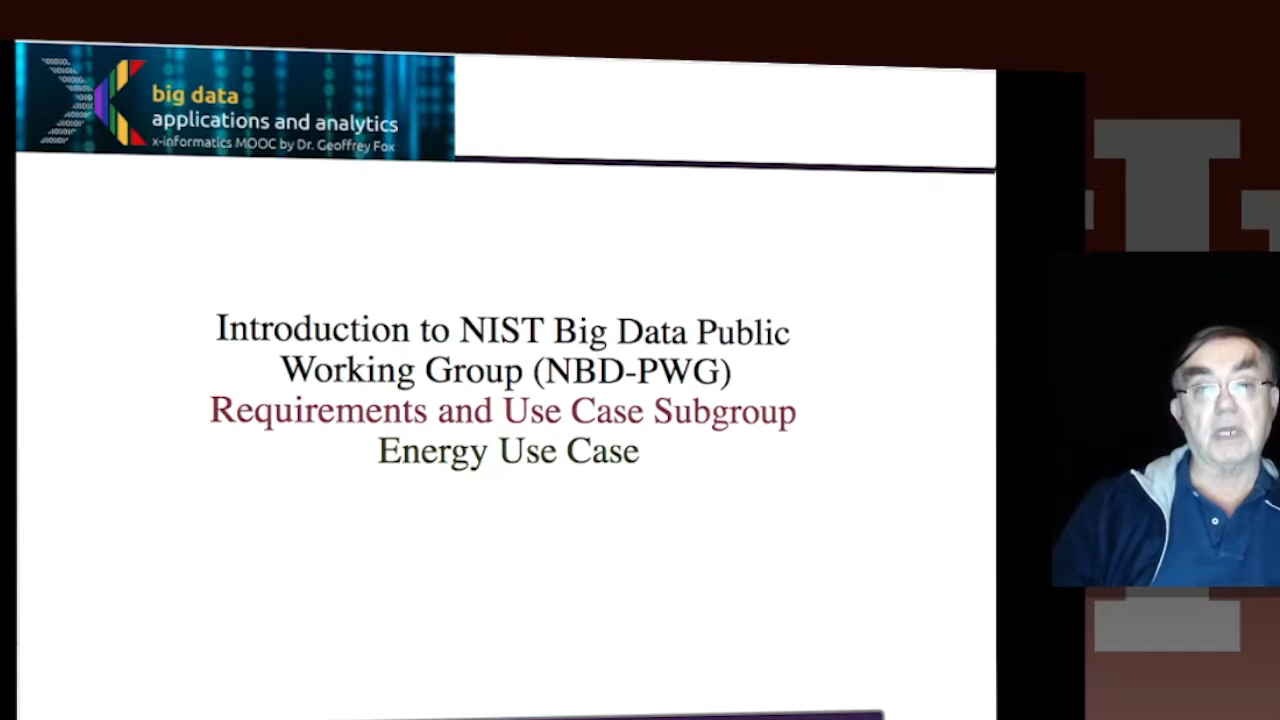 big data
applications and analytics
x-informatics MOOC by Dr. Geoffrey Fox
Introduction to NIST Big Data Public
Working Group (NBD-PWG)
Requirements and Use Case Subgroup
Energy Use Case